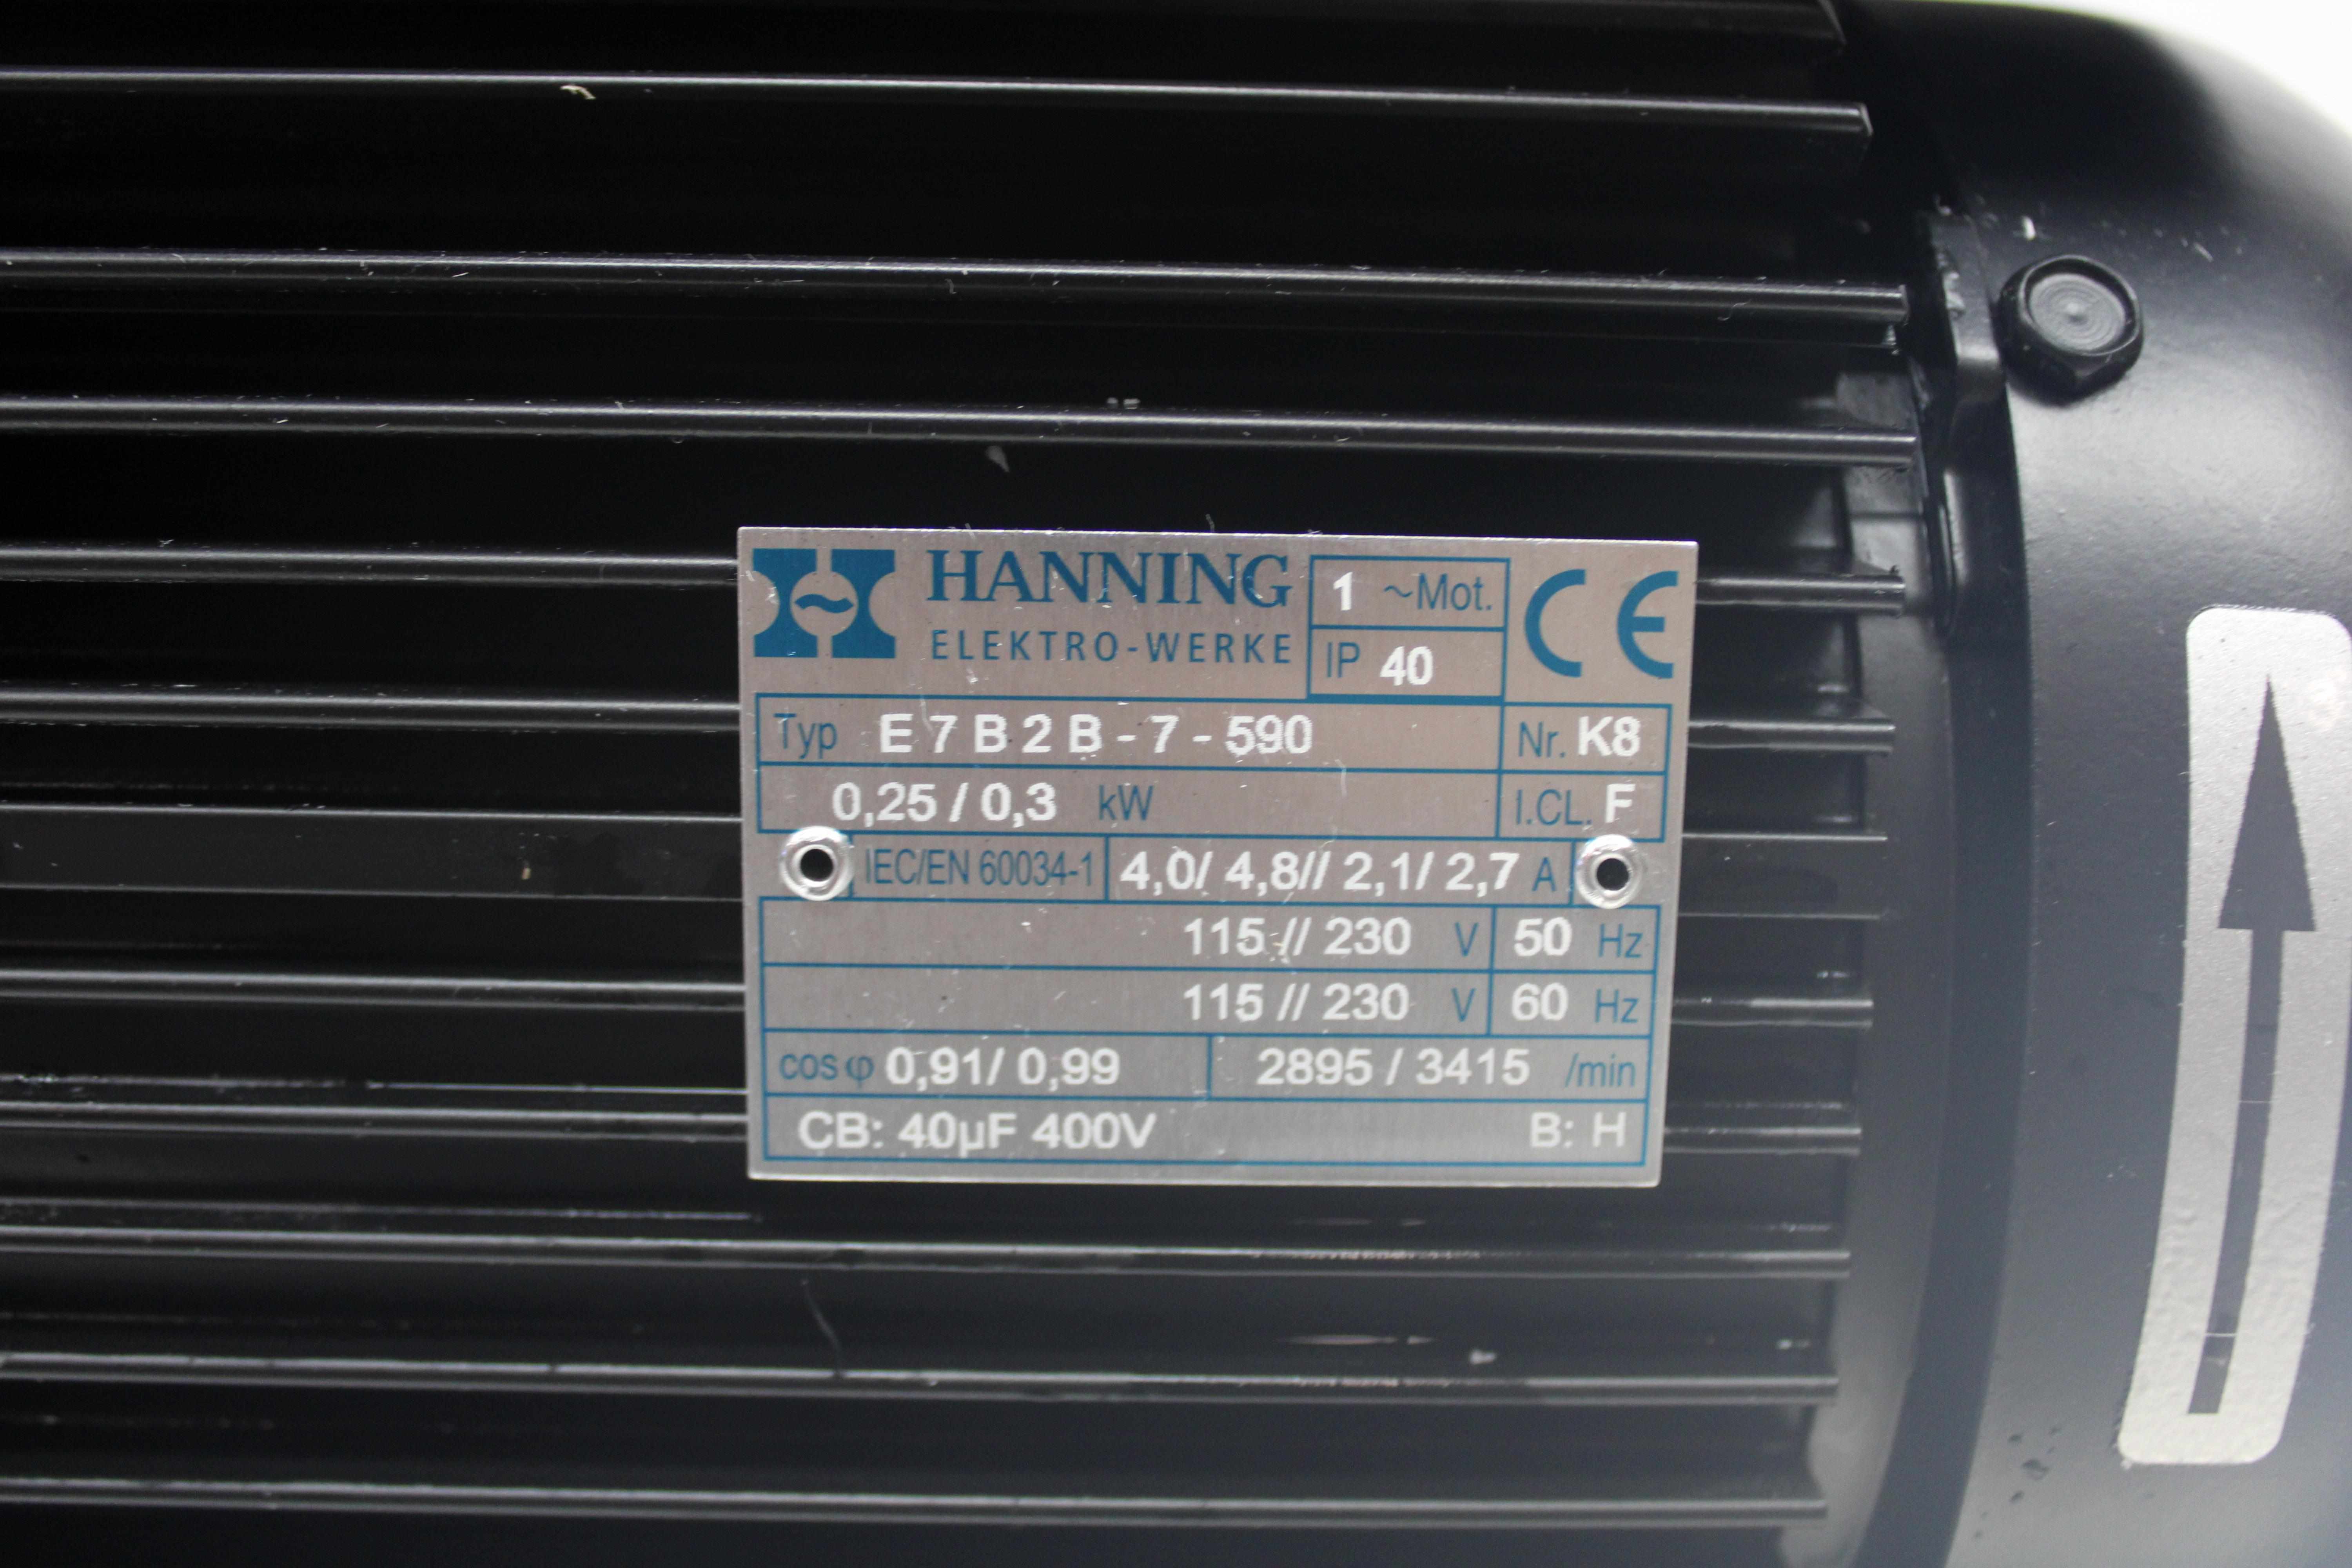 HANNING
ELEKTRO-WERKE
1 ~Mot.
IP 40
CE
Typ E 7 B 2 B - 7 - 590 Nr. K8
0,25 / 0,3 kW I.CL. F
IEC/EN 60034-1 4,0/ 4,8// 2,1/ 2,7 A
115 // 230 V 50 Hz
115 // 230 V 60 Hz
cos φ 0,91/ 0,99 2895 / 3415 /min
CB: 40µF 400V B: H